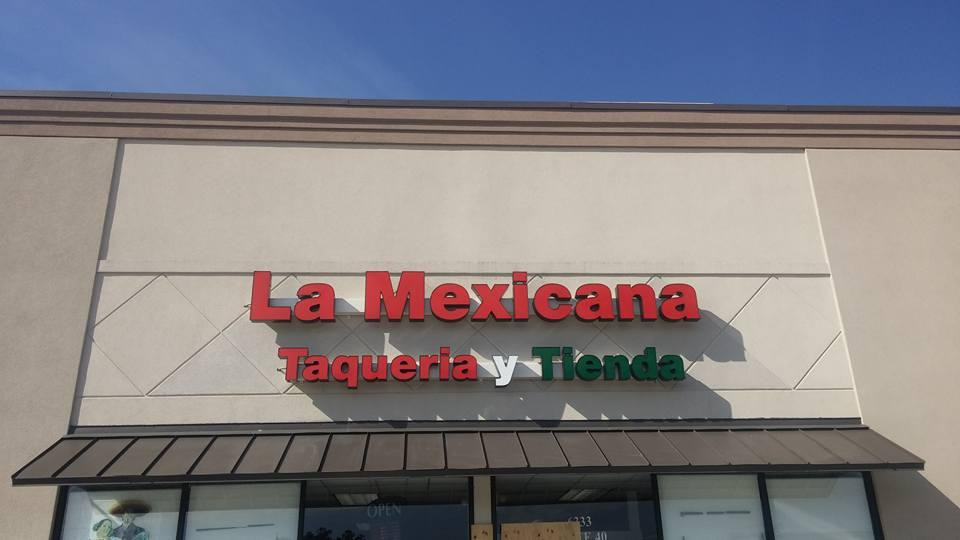 La Mexicana
Taqueria y Tienda
OPEN